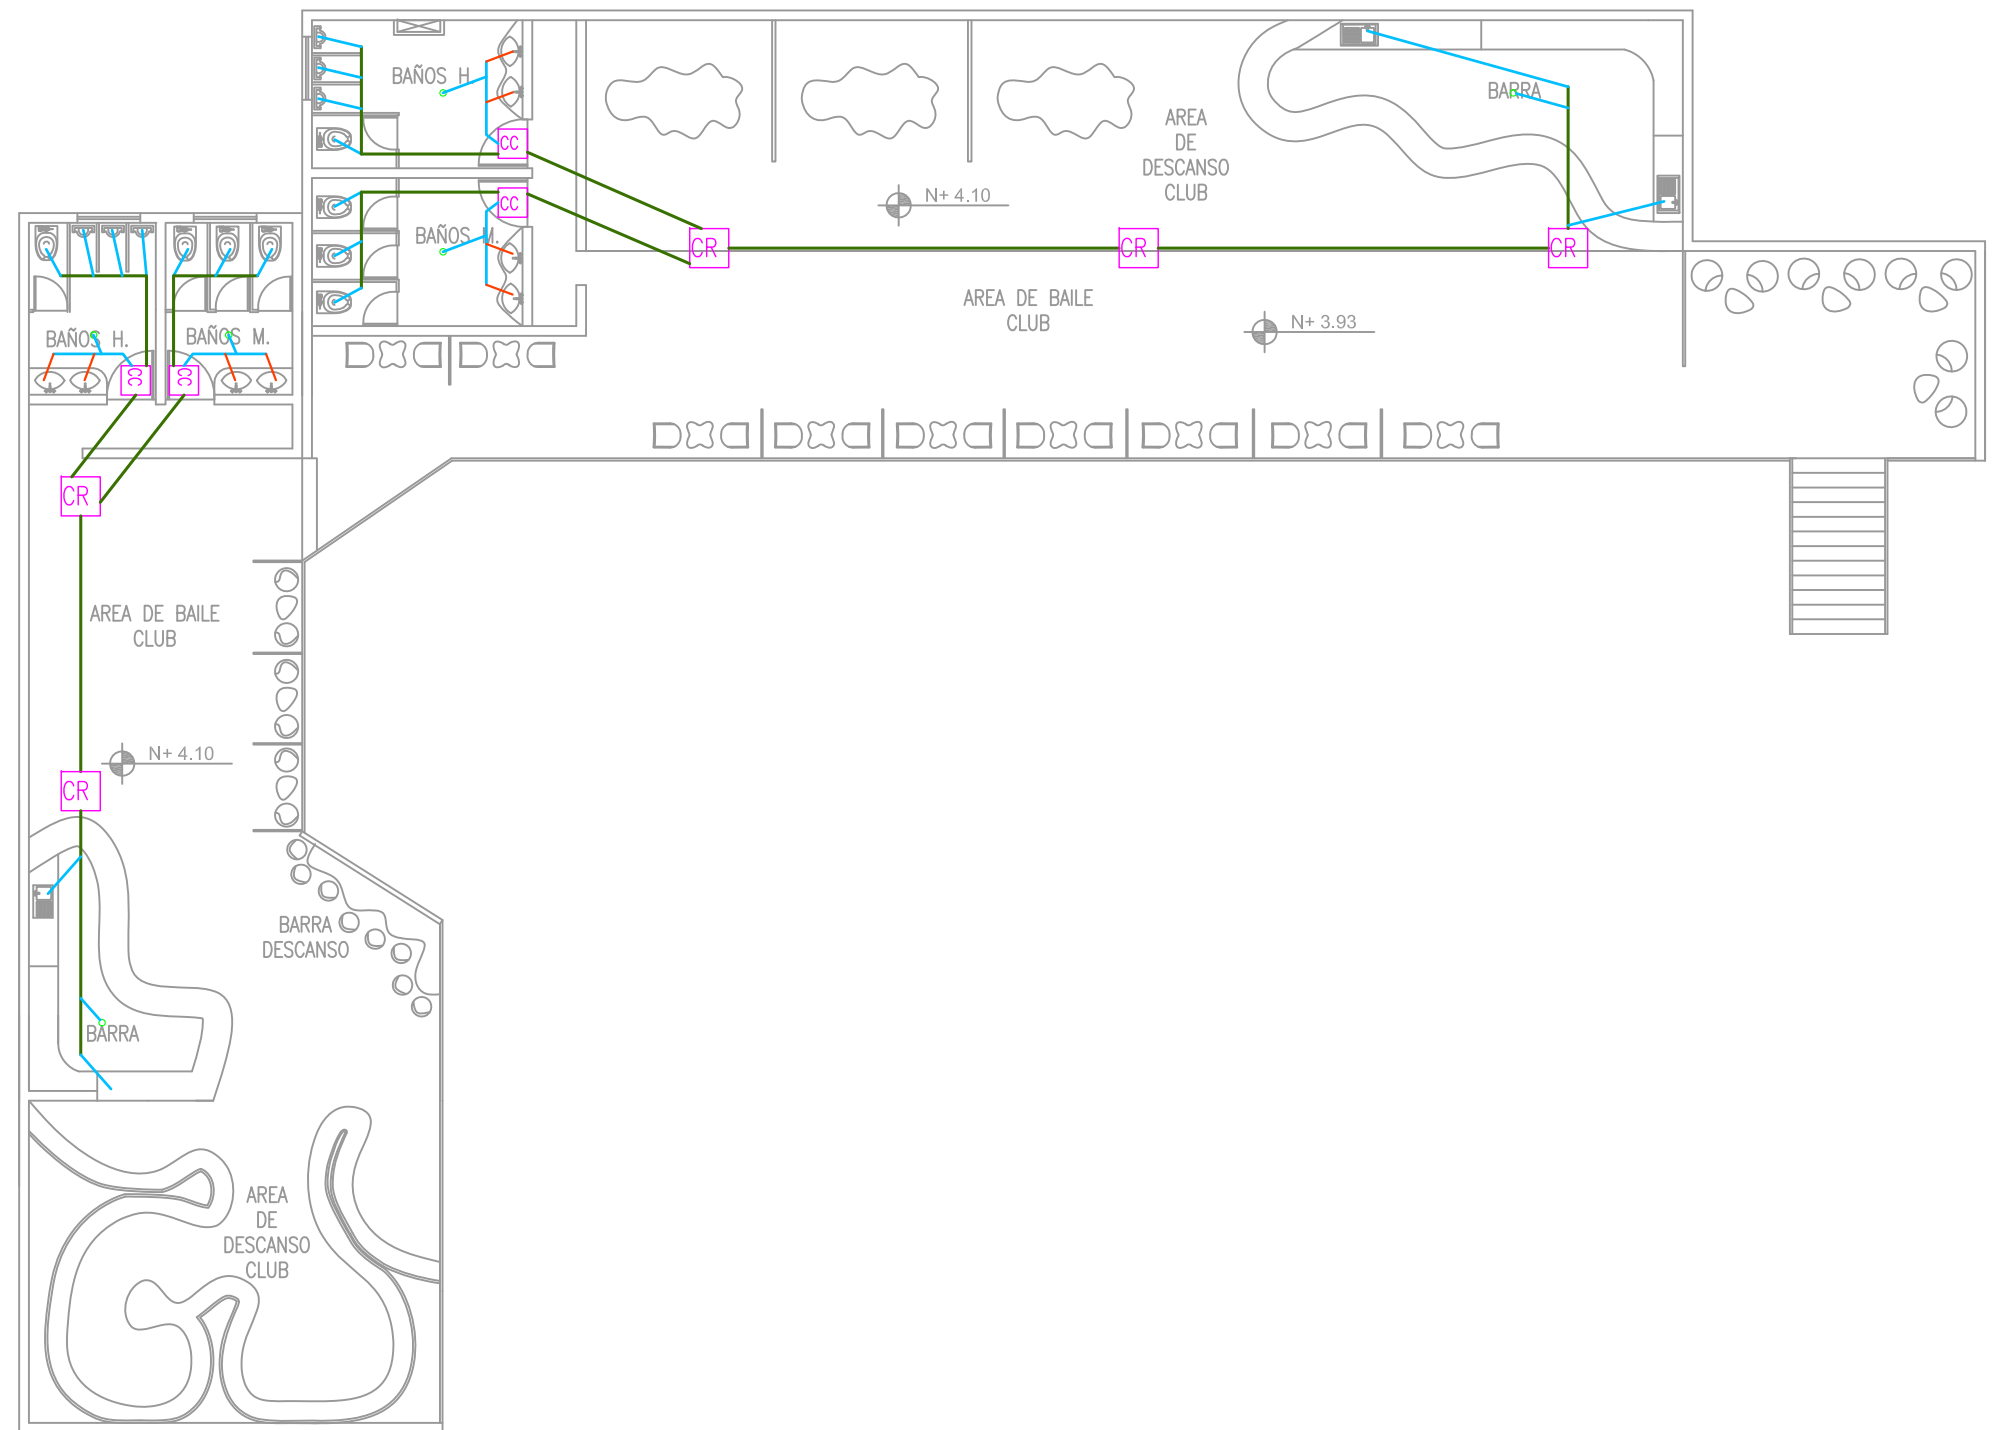 BAÑOS H.
BARRA
AREA
DE
DESCANSO
CLUB
CC
N+ 4.10
CC
BAÑOS M.
CR
CR
CR
AREA DE BAILE
CLUB
N+ 3.93
BAÑOS H.
BAÑOS M.
CC
CC
CR
AREA DE BAILE
CLUB
N+ 4.10
CR
BARRA
DESCANSO
BARRA
AREA
DE
DESCANSO
CLUB